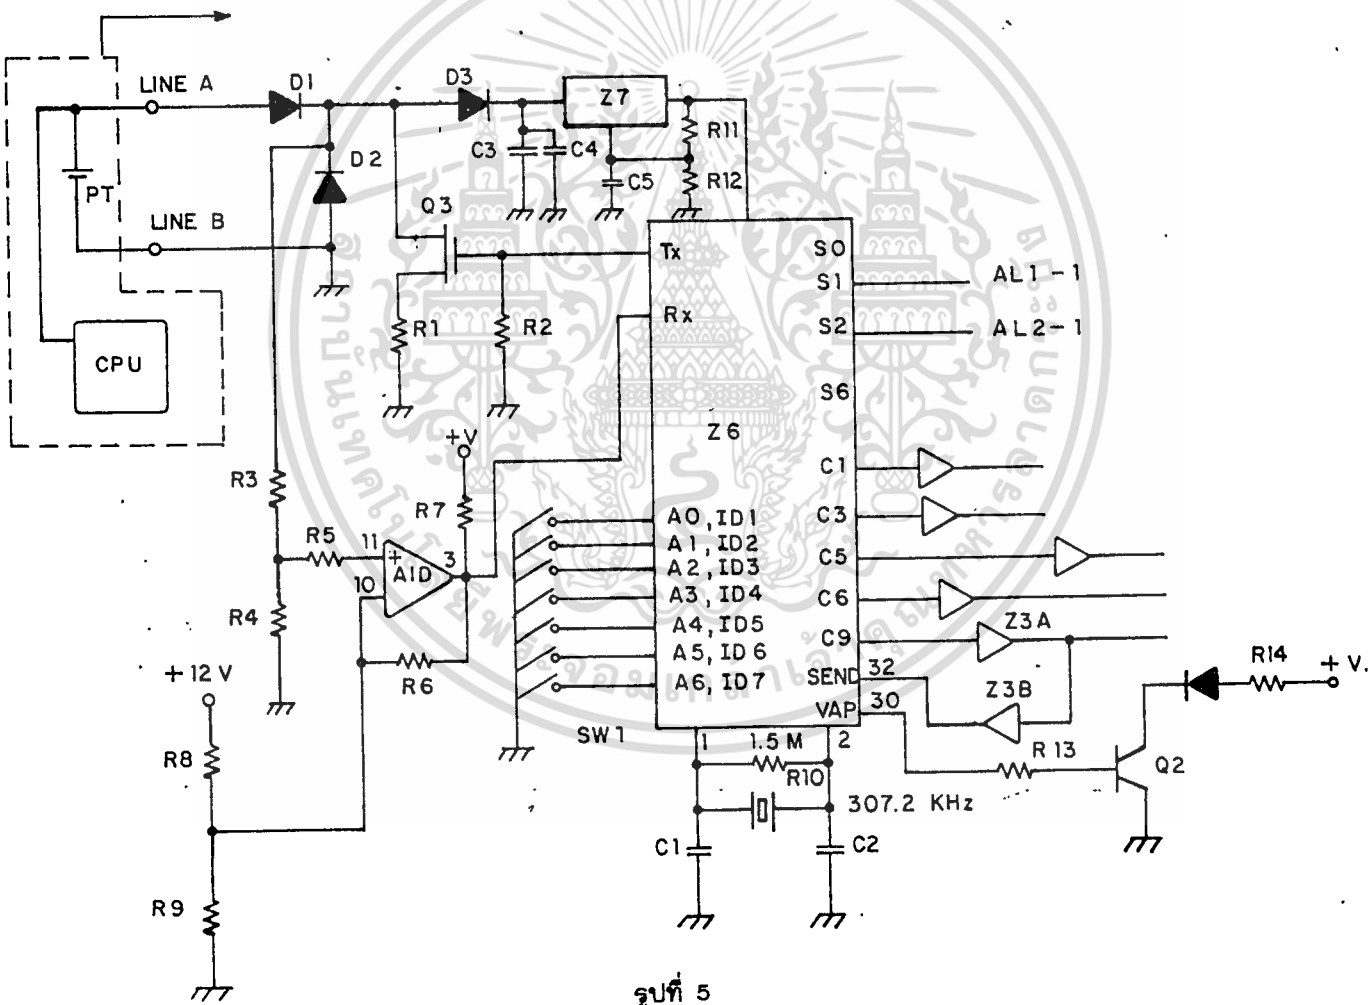 LINE A
D1
D3
Z7
R11
C3
C4
C5
R12
D2
PT
Q3
LINE B
Tx
S0
S1
AL1-1
Rx
R1
R2
S2
AL2-1
CPU
S6
Z6
+V
C1
R3
R7
C3
A0, ID1
R5
11
+
A1D
3
A1, ID2
C5
10
A2, ID3
A3, ID4
C6
R4
A4, ID5
C9
Z3A
A5, ID6
R6
SEND
32
R14
+V.
+12 V
A6, ID7
Z3B
VAP
30
SW1
1
1.5 M
2
R13
Q2
R8
R10
307.2 KHz
C1
C2
R9
รูปที่ 5